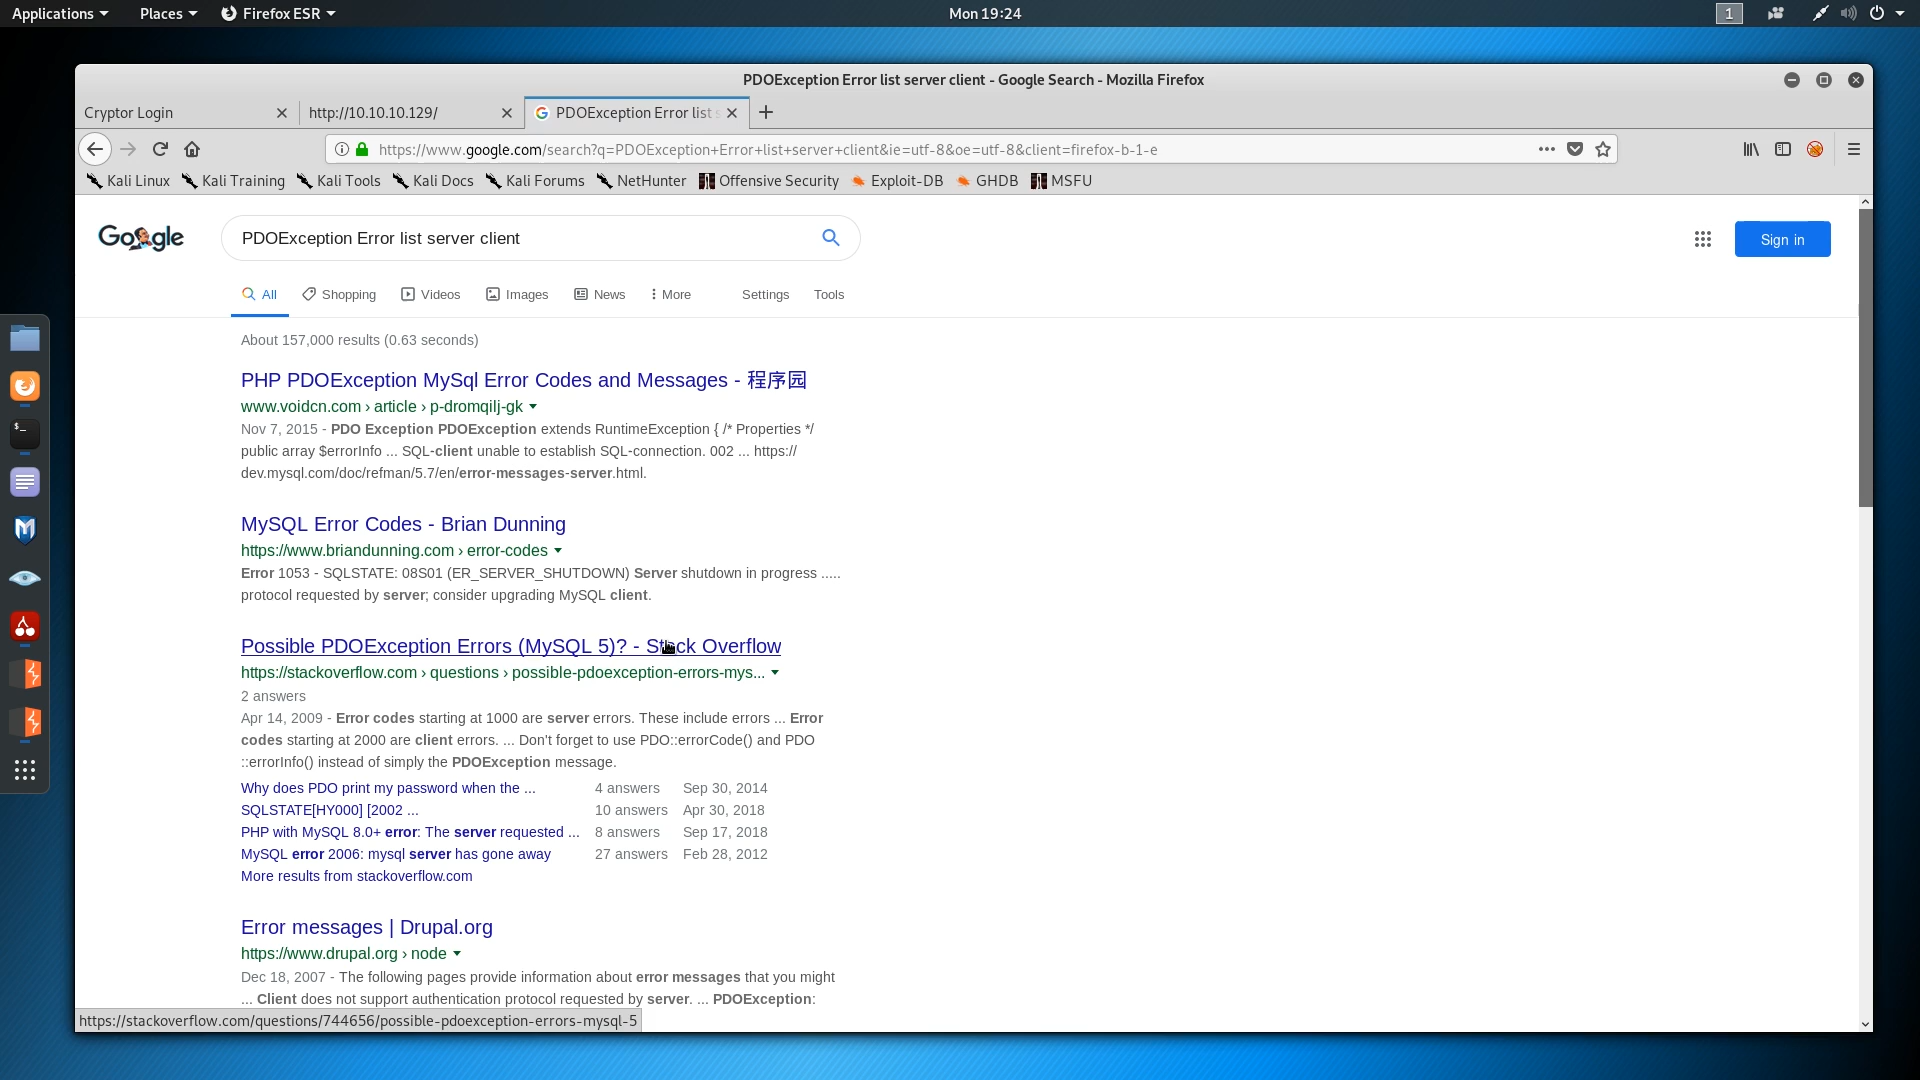 Applications Places Firefox ESR Mon 19:24 1
PDOException Error list server client - Google Search - Mozilla Firefox
Cryptor Login http://10.10.10.129/ PDOException Error list s
https://www.google.com/search?q=PDOException+Error+list+server+client&ie=utf-8&oe=utf-8&client=firefox-b-1-e
Kali Linux Kali Training Kali Tools Kali Docs Kali Forums NetHunter Offensive Security Exploit-DB GHDB MSFU
Google PDOException Error list server client Sign in
All Shopping Videos Images News More Settings Tools
About 157,000 results (0.63 seconds)
PHP PDOException MySql Error Codes and Messages - 程序园
www.voidcn.com › article › p-dromqilj-gk
Nov 7, 2015 - PDO Exception PDOException extends RuntimeException { /* Properties */
public array $errorInfo ... SQL-client unable to establish SQL-connection. 002 ... https://
dev.mysql.com/doc/refman/5.7/en/error-messages-server.html.
MySQL Error Codes - Brian Dunning
https://www.briandunning.com › error-codes
Error 1053 - SQLSTATE: 08S01 (ER_SERVER_SHUTDOWN) Server shutdown in progress .....
protocol requested by server; consider upgrading MySQL client.
Possible PDOException Errors (MySQL 5)? - Stack Overflow
https://stackoverflow.com › questions › possible-pdoexception-errors-mys...
2 answers
Apr 14, 2009 - Error codes starting at 1000 are server errors. These include errors ... Error
codes starting at 2000 are client errors. ... Don't forget to use PDO::errorCode() and PDO
::errorInfo() instead of simply the PDOException message.
Why does PDO print my password when the ... 4 answers Sep 30, 2014
SQLSTATE[HY000] [2002 ... 10 answers Apr 30, 2018
PHP with MySQL 8.0+ error: The server requested ... 8 answers Sep 17, 2018
MySQL error 2006: mysql server has gone away 27 answers Feb 28, 2012
More results from stackoverflow.com
Error messages | Drupal.org
https://www.drupal.org › node
Dec 18, 2007 - The following pages provide information about error messages that you might
... Client does not support authentication protocol requested by server. ... PDOException:
https://stackoverflow.com/questions/744656/possible-pdoexception-errors-mysql-5